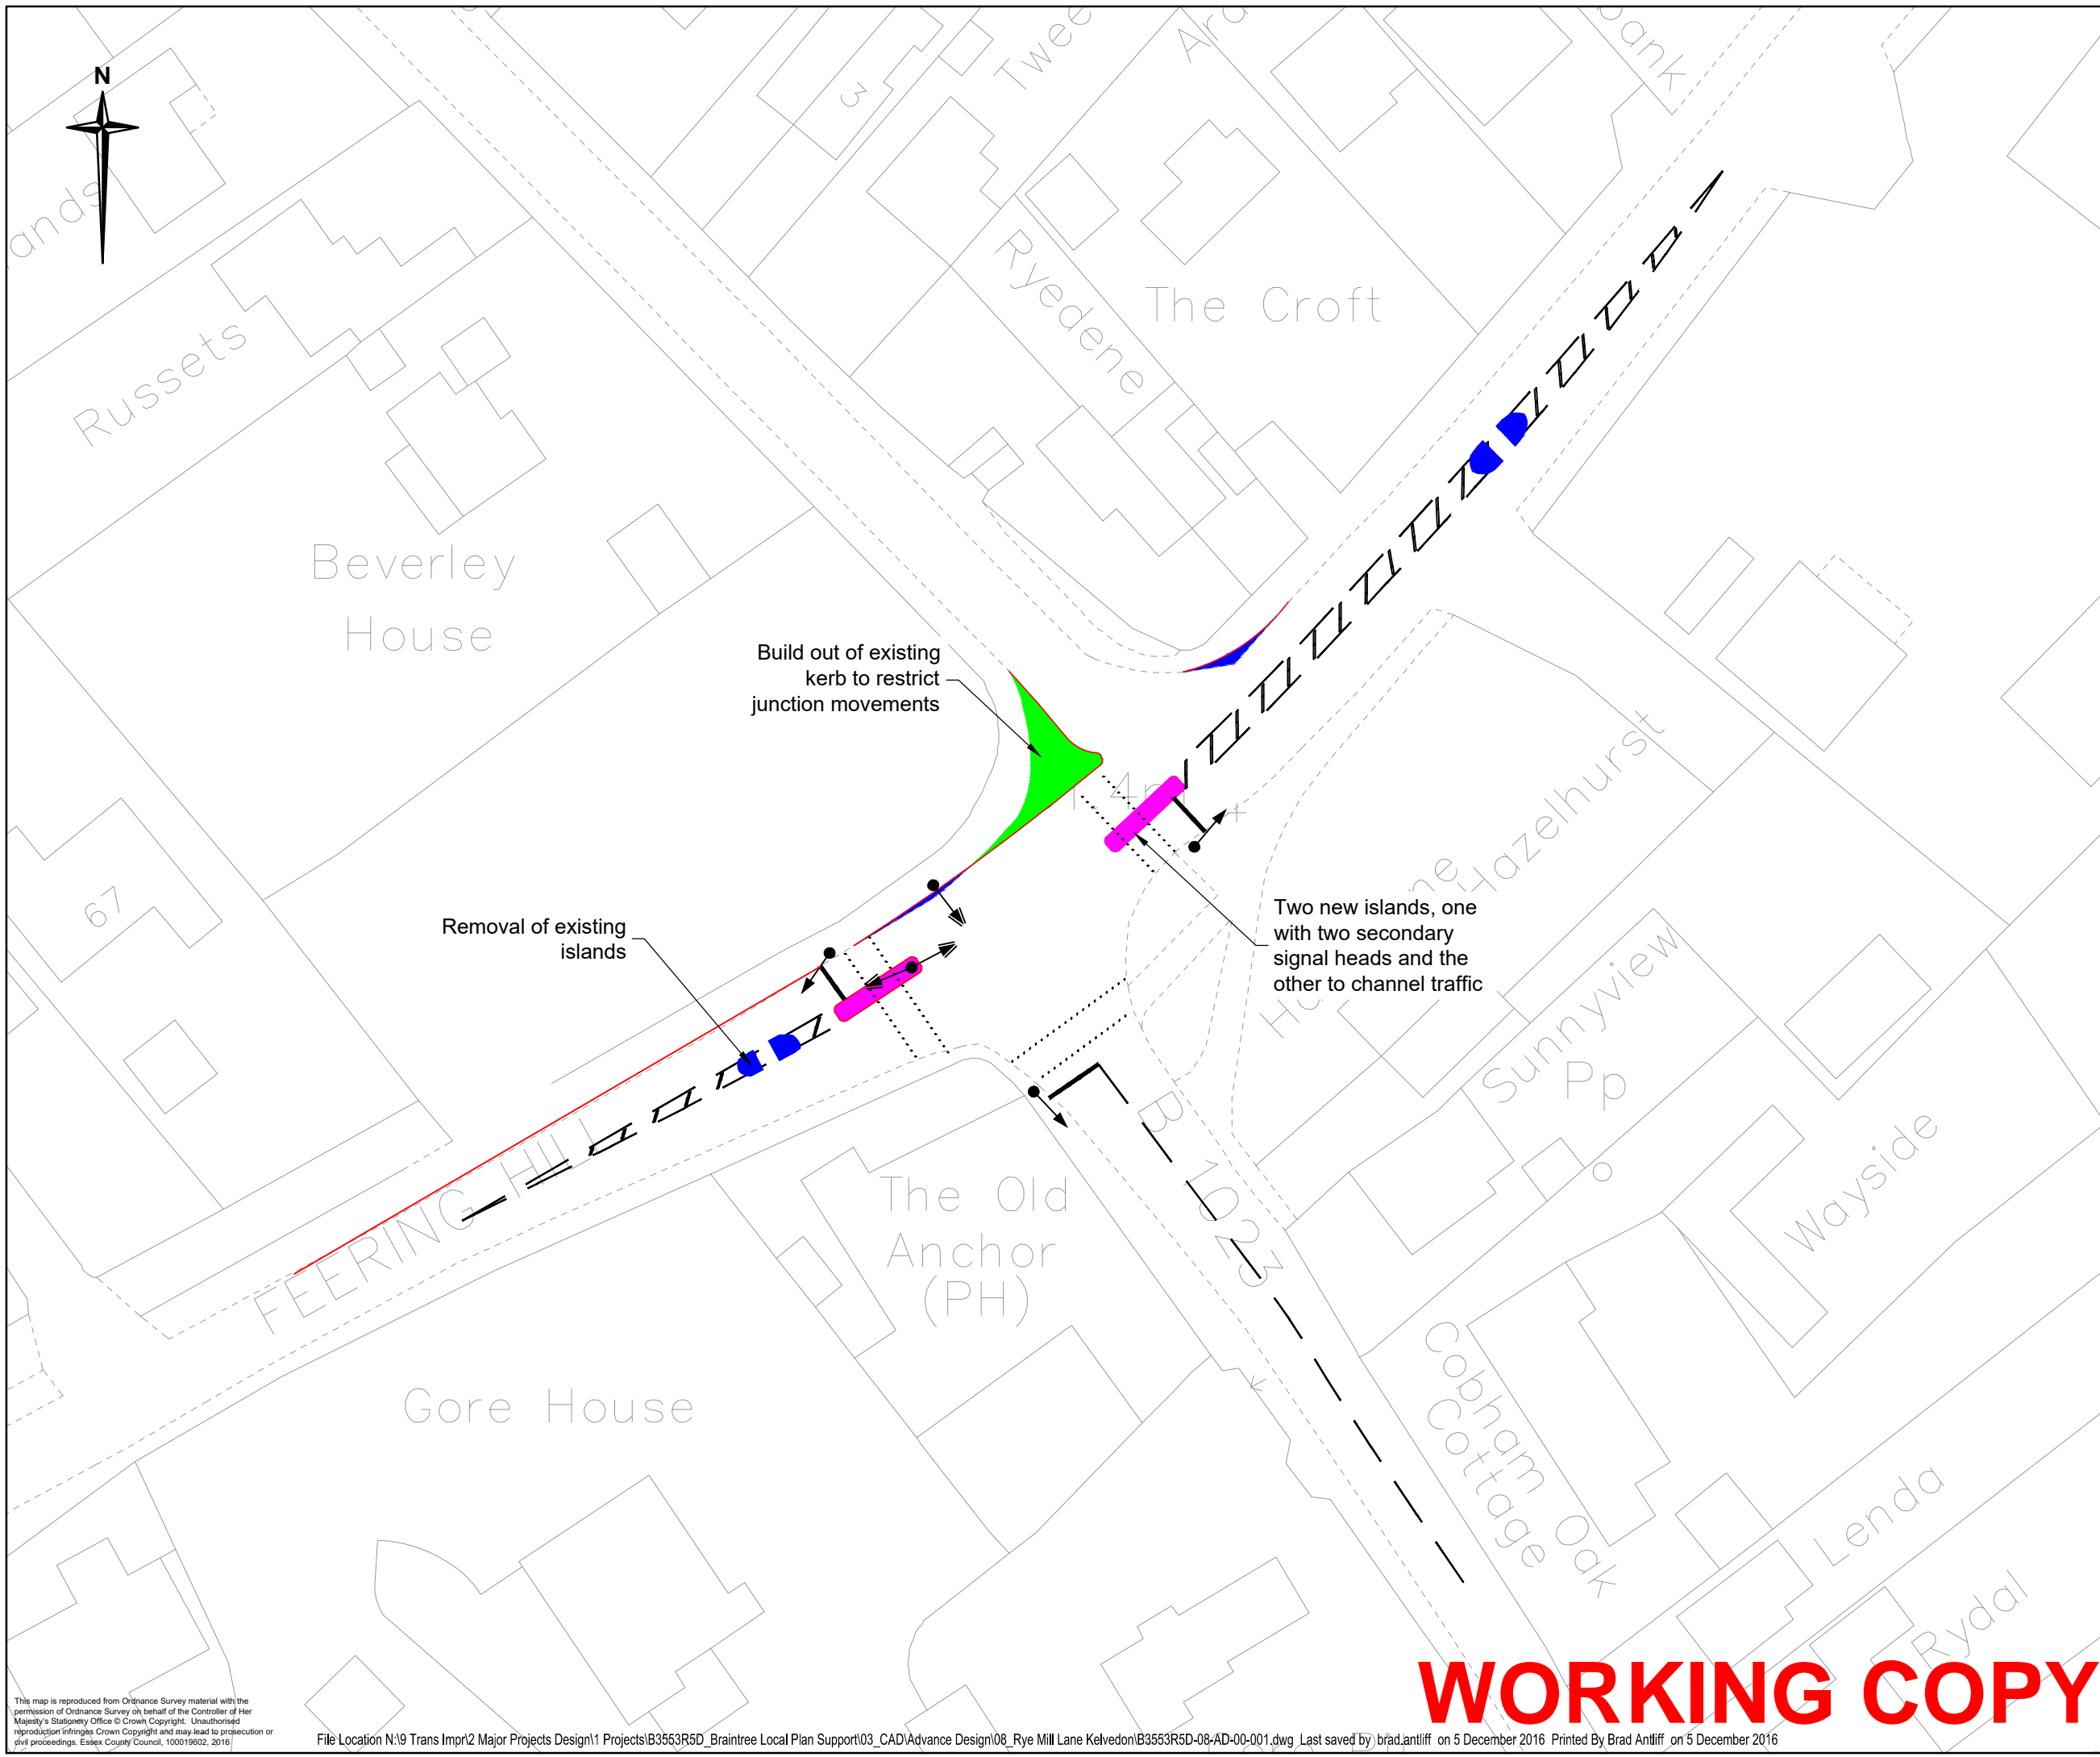 N
Twee
3
ands
Russets
Ryedene
The Croft
Beverley
House
Build out of existing
kerb to restrict
junction movements
Hazelhurst
67
Removal of existing
islands
Two new islands, one
with two secondary
signal heads and the
other to channel traffic
Sunnyview
Pp
Wayside
FEERING HILL
B 1023
The Old
Anchor
(PH)
Gore House
Cobham Oak
Cottage
Lenda
Rydal
WORKING COPY
This map is reproduced from Ordnance Survey material with the
permission of Ordnance Survey on behalf of the Controller of Her
Majesty's Stationery Office © Crown Copyright. Unauthorised
reproduction infringes Crown Copyright and may lead to prosecution or
civil proceedings. Essex County Council, 100019602, 2016
File Location N:\9 Trans Impr\2 Major Projects Design\1 Projects\B3553R5D_Braintree Local Plan Support\03_CAD\Advance Design\08_Rye Mill Lane Kelvedon\B3553R5D-08-AD-00-001.dwg Last saved by brad.antliff on 5 December 2016 Printed By Brad Antliff on 5 December 2016